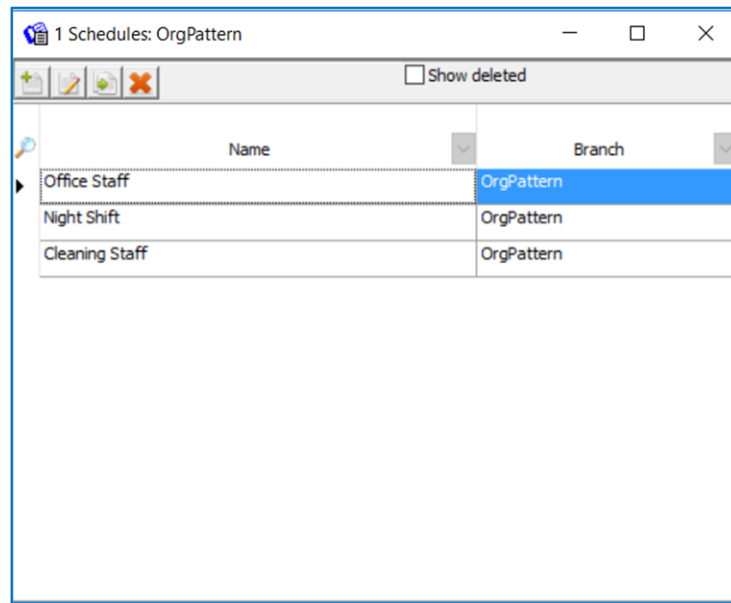 1 Schedules: OrgPattern
Show deleted
Name Branch
Office Staff OrgPattern
Night Shift OrgPattern
Cleaning Staff OrgPattern